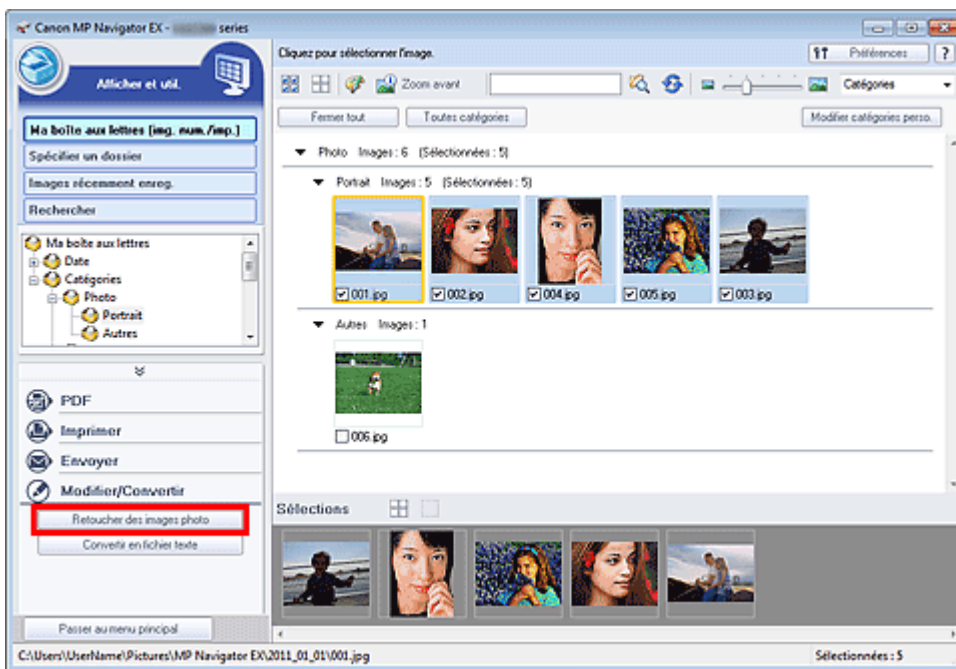 Canon MP Navigator EX - series
Afficher et util.
Ma boîte aux lettres (img. num./imp.)
Spécifier un dossier
Images récemment enreg.
Rechercher
Ma boîte aux lettres
Date
Catégories
Photo
Portrait
Autres
PDF
Imprimer
Envoyer
Modifier/Convertir
Retoucher des images photo
Convertir en fichier texte
Passer au menu principal
Cliquez pour sélectionner l'image.
Préférences
?
Zoom avant
Catégories
Fermer tout
Toutes catégories
Modifier catégories perso.
Photo Images : 6 (Sélectionnées : 5)
Portrait Images : 5 (Sélectionnées : 5)
001.jpg
002.jpg
004.jpg
005.jpg
003.jpg
Autres Images : 1
006.jpg
Sélections
C:\Users\UserName\Pictures\MP Navigator EX\2011_01_01\001.jpg
Sélectionnées : 5